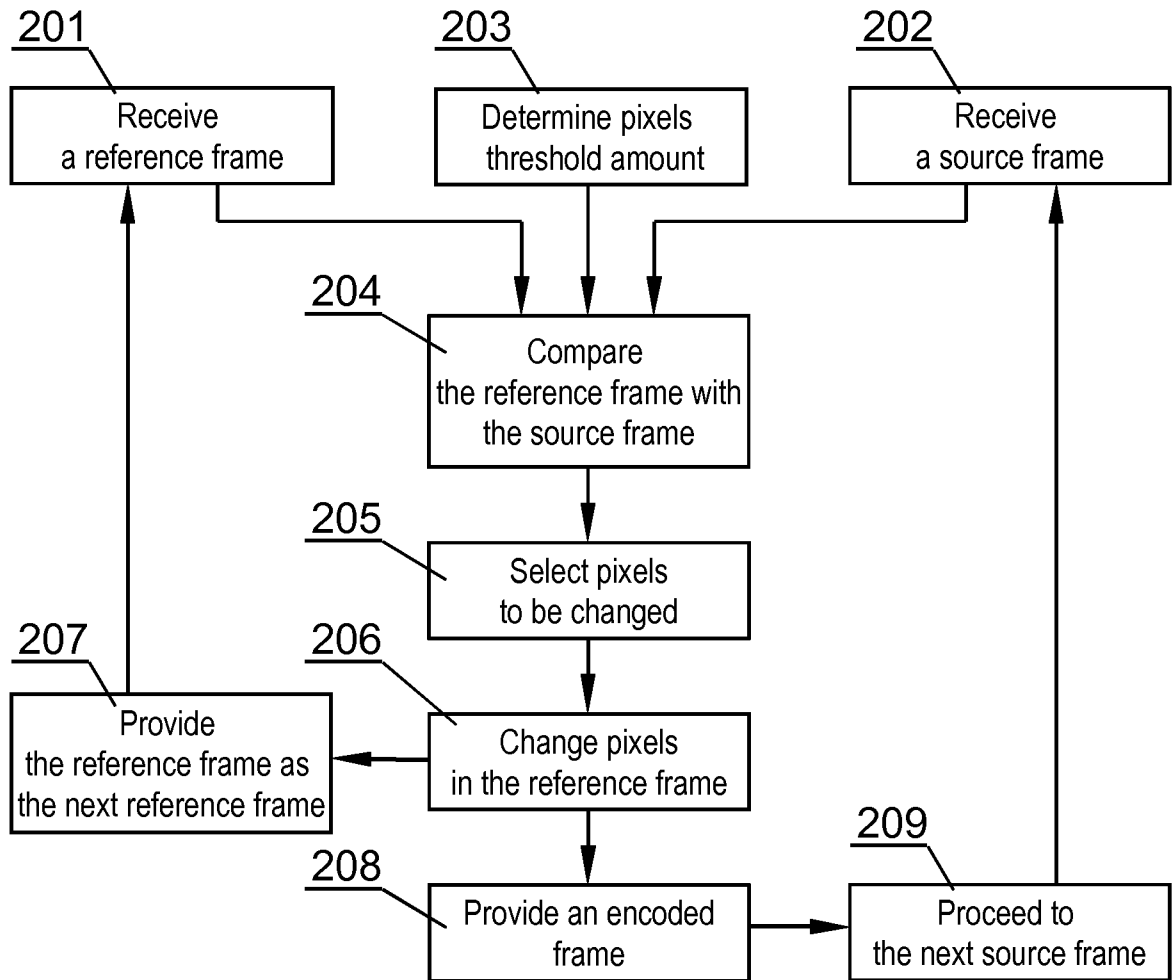 201
Receive
a reference frame
203
Determine pixels
threshold amount
202
Receive
a source frame
204
Compare
the reference frame with
the source frame
205
Select pixels
to be changed
206
Change pixels
in the reference frame
207
Provide
the reference frame as
the next reference frame
208
Provide an encoded
frame
209
Proceed to
the next source frame